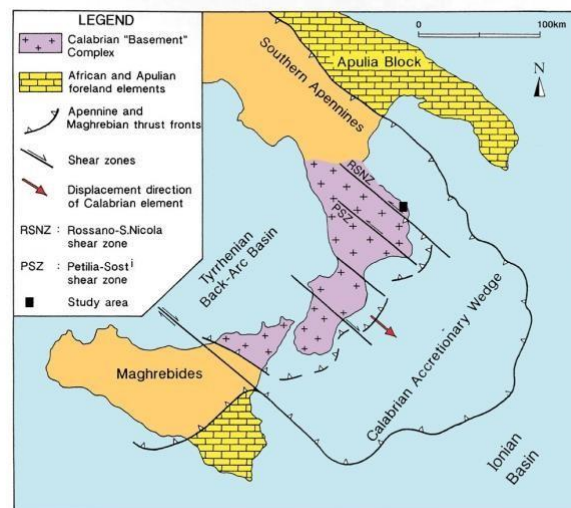 LEGEND
Calabrian "Basement"
Complex
African and Apulian
foreland elements
Apennine and
Maghrebian thrust fronts
Shear zones
Displacement direction
of Calabrian element
RSNZ : Rossano-S.Nicola
shear zone
PSZ : Petilia-Sosti
shear zone
Study area
0 100km
N
Apulia Block
Southern Apennines
RSNZ
PSZ
Tyrrhenian
Back-Arc Basin
Maghrebides
Calabrian Accretionary Wedge
Ionian
Basin